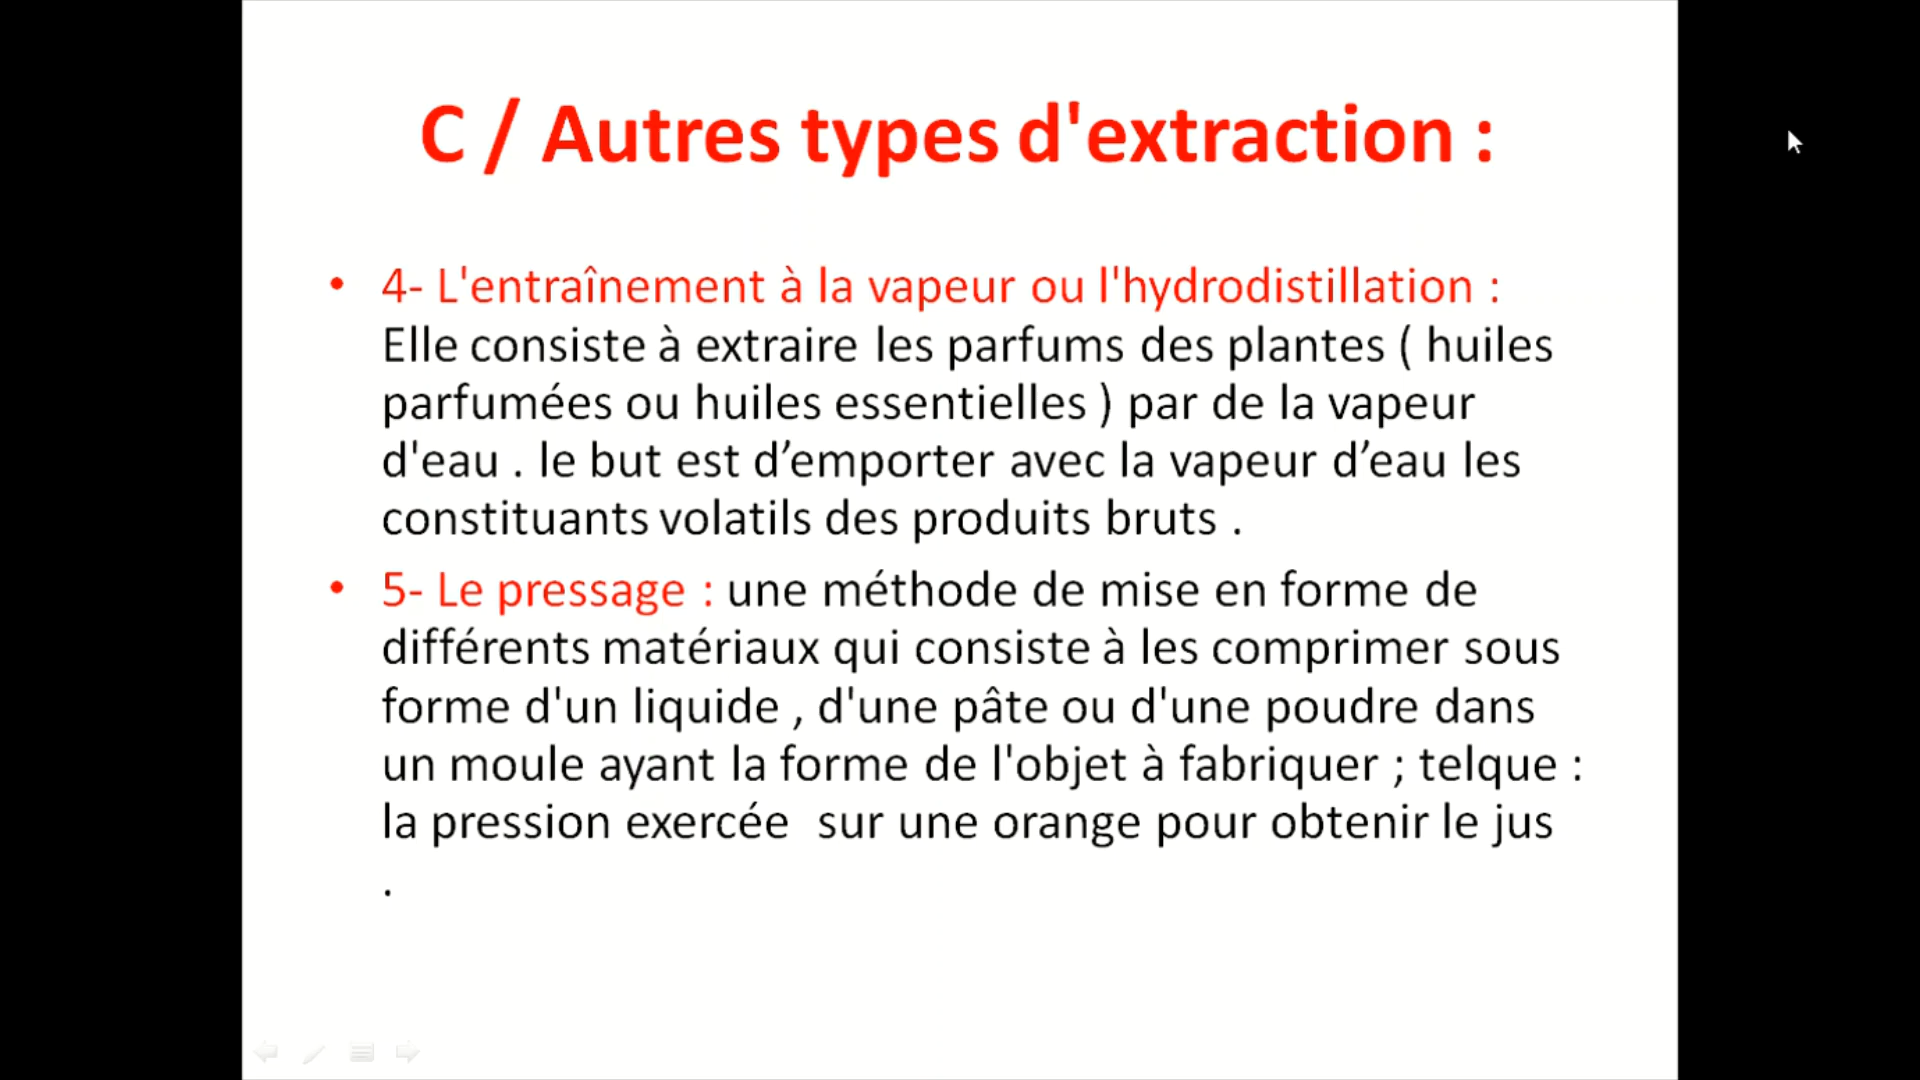 C / Autres types d'extraction :
• 4- L'entraînement à la vapeur ou l'hydrodistillation :
Elle consiste à extraire les parfums des plantes ( huiles
parfumées ou huiles essentielles ) par de la vapeur
d'eau . le but est d’emporter avec la vapeur d’eau les
constituants volatils des produits bruts .
• 5- Le pressage : une méthode de mise en forme de
différents matériaux qui consiste à les comprimer sous
forme d'un liquide , d'une pâte ou d'une poudre dans
un moule ayant la forme de l'objet à fabriquer ; telque :
la pression exercée  sur une orange pour obtenir le jus
.